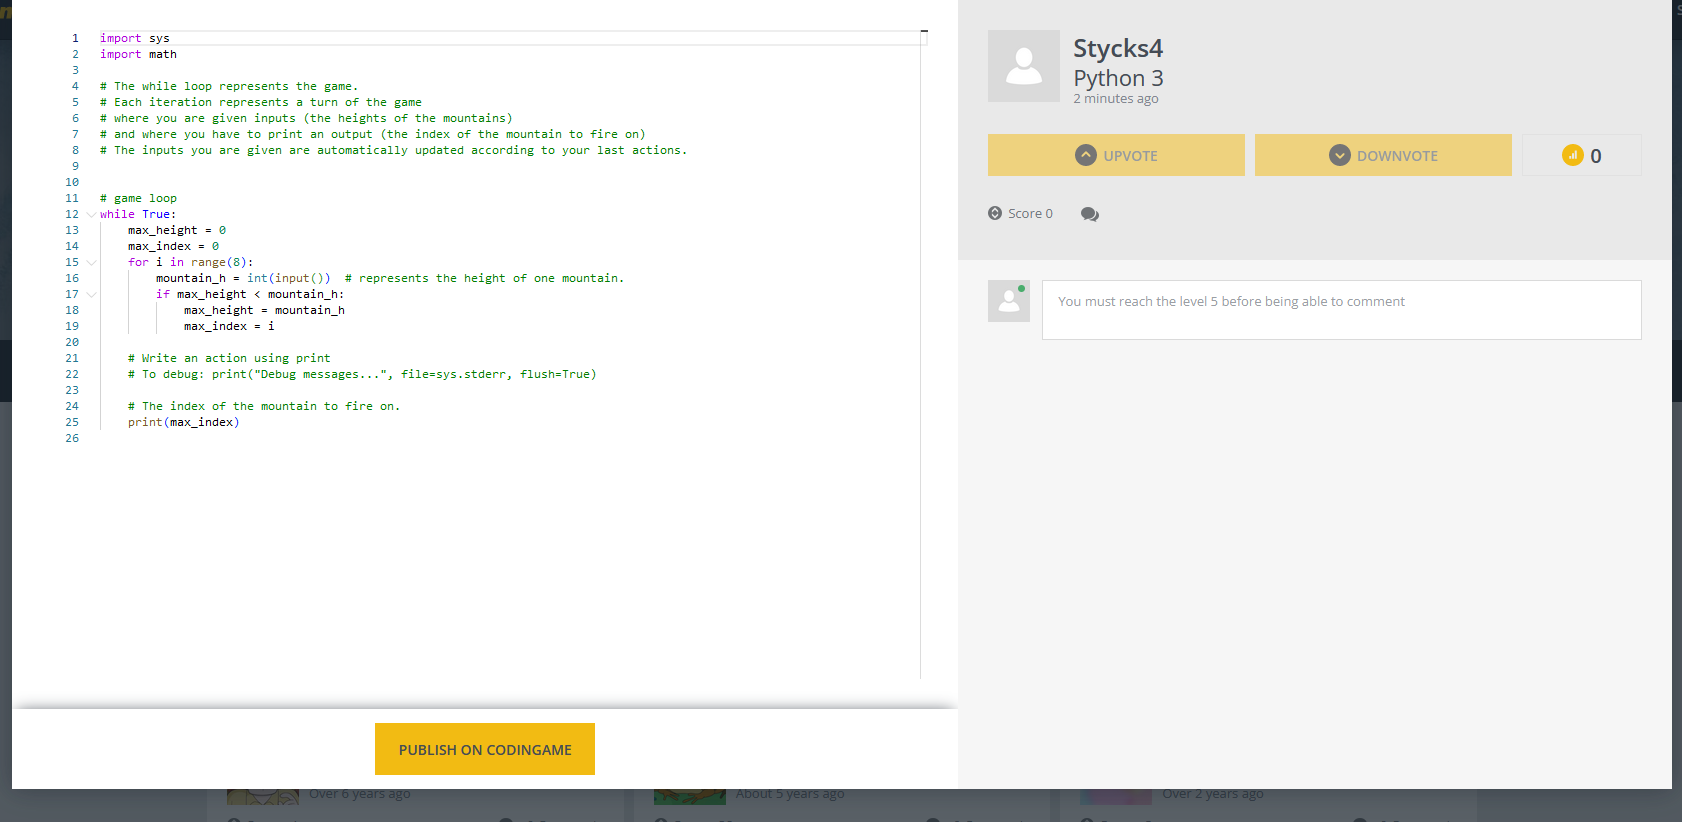 1 import sys
2 import math
3
4 # The while loop represents the game.
5 # Each iteration represents a turn of the game
6 # where you are given inputs (the heights of the mountains)
7 # and where you have to print an output (the index of the mountain to fire on)
8 # The inputs you are given are automatically updated according to your last actions.
9
10
11 # game loop
12 while True:
13     max_height = 0
14     max_index = 0
15     for i in range(8):
16         mountain_h = int(input())  # represents the height of one mountain.
17         if max_height < mountain_h:
18             max_height = mountain_h
19             max_index = i
20
21     # Write an action using print
22     # To debug: print("Debug messages...", file=sys.stderr, flush=True)
23
24     # The index of the mountain to fire on.
25     print(max_index)
26
PUBLISH ON CODINGAME
Stycks4
Python 3
2 minutes ago
UPVOTE DOWNVOTE 0
Score 0
You must reach the level 5 before being able to comment
Over 6 years ago About 5 years ago Over 2 years ago